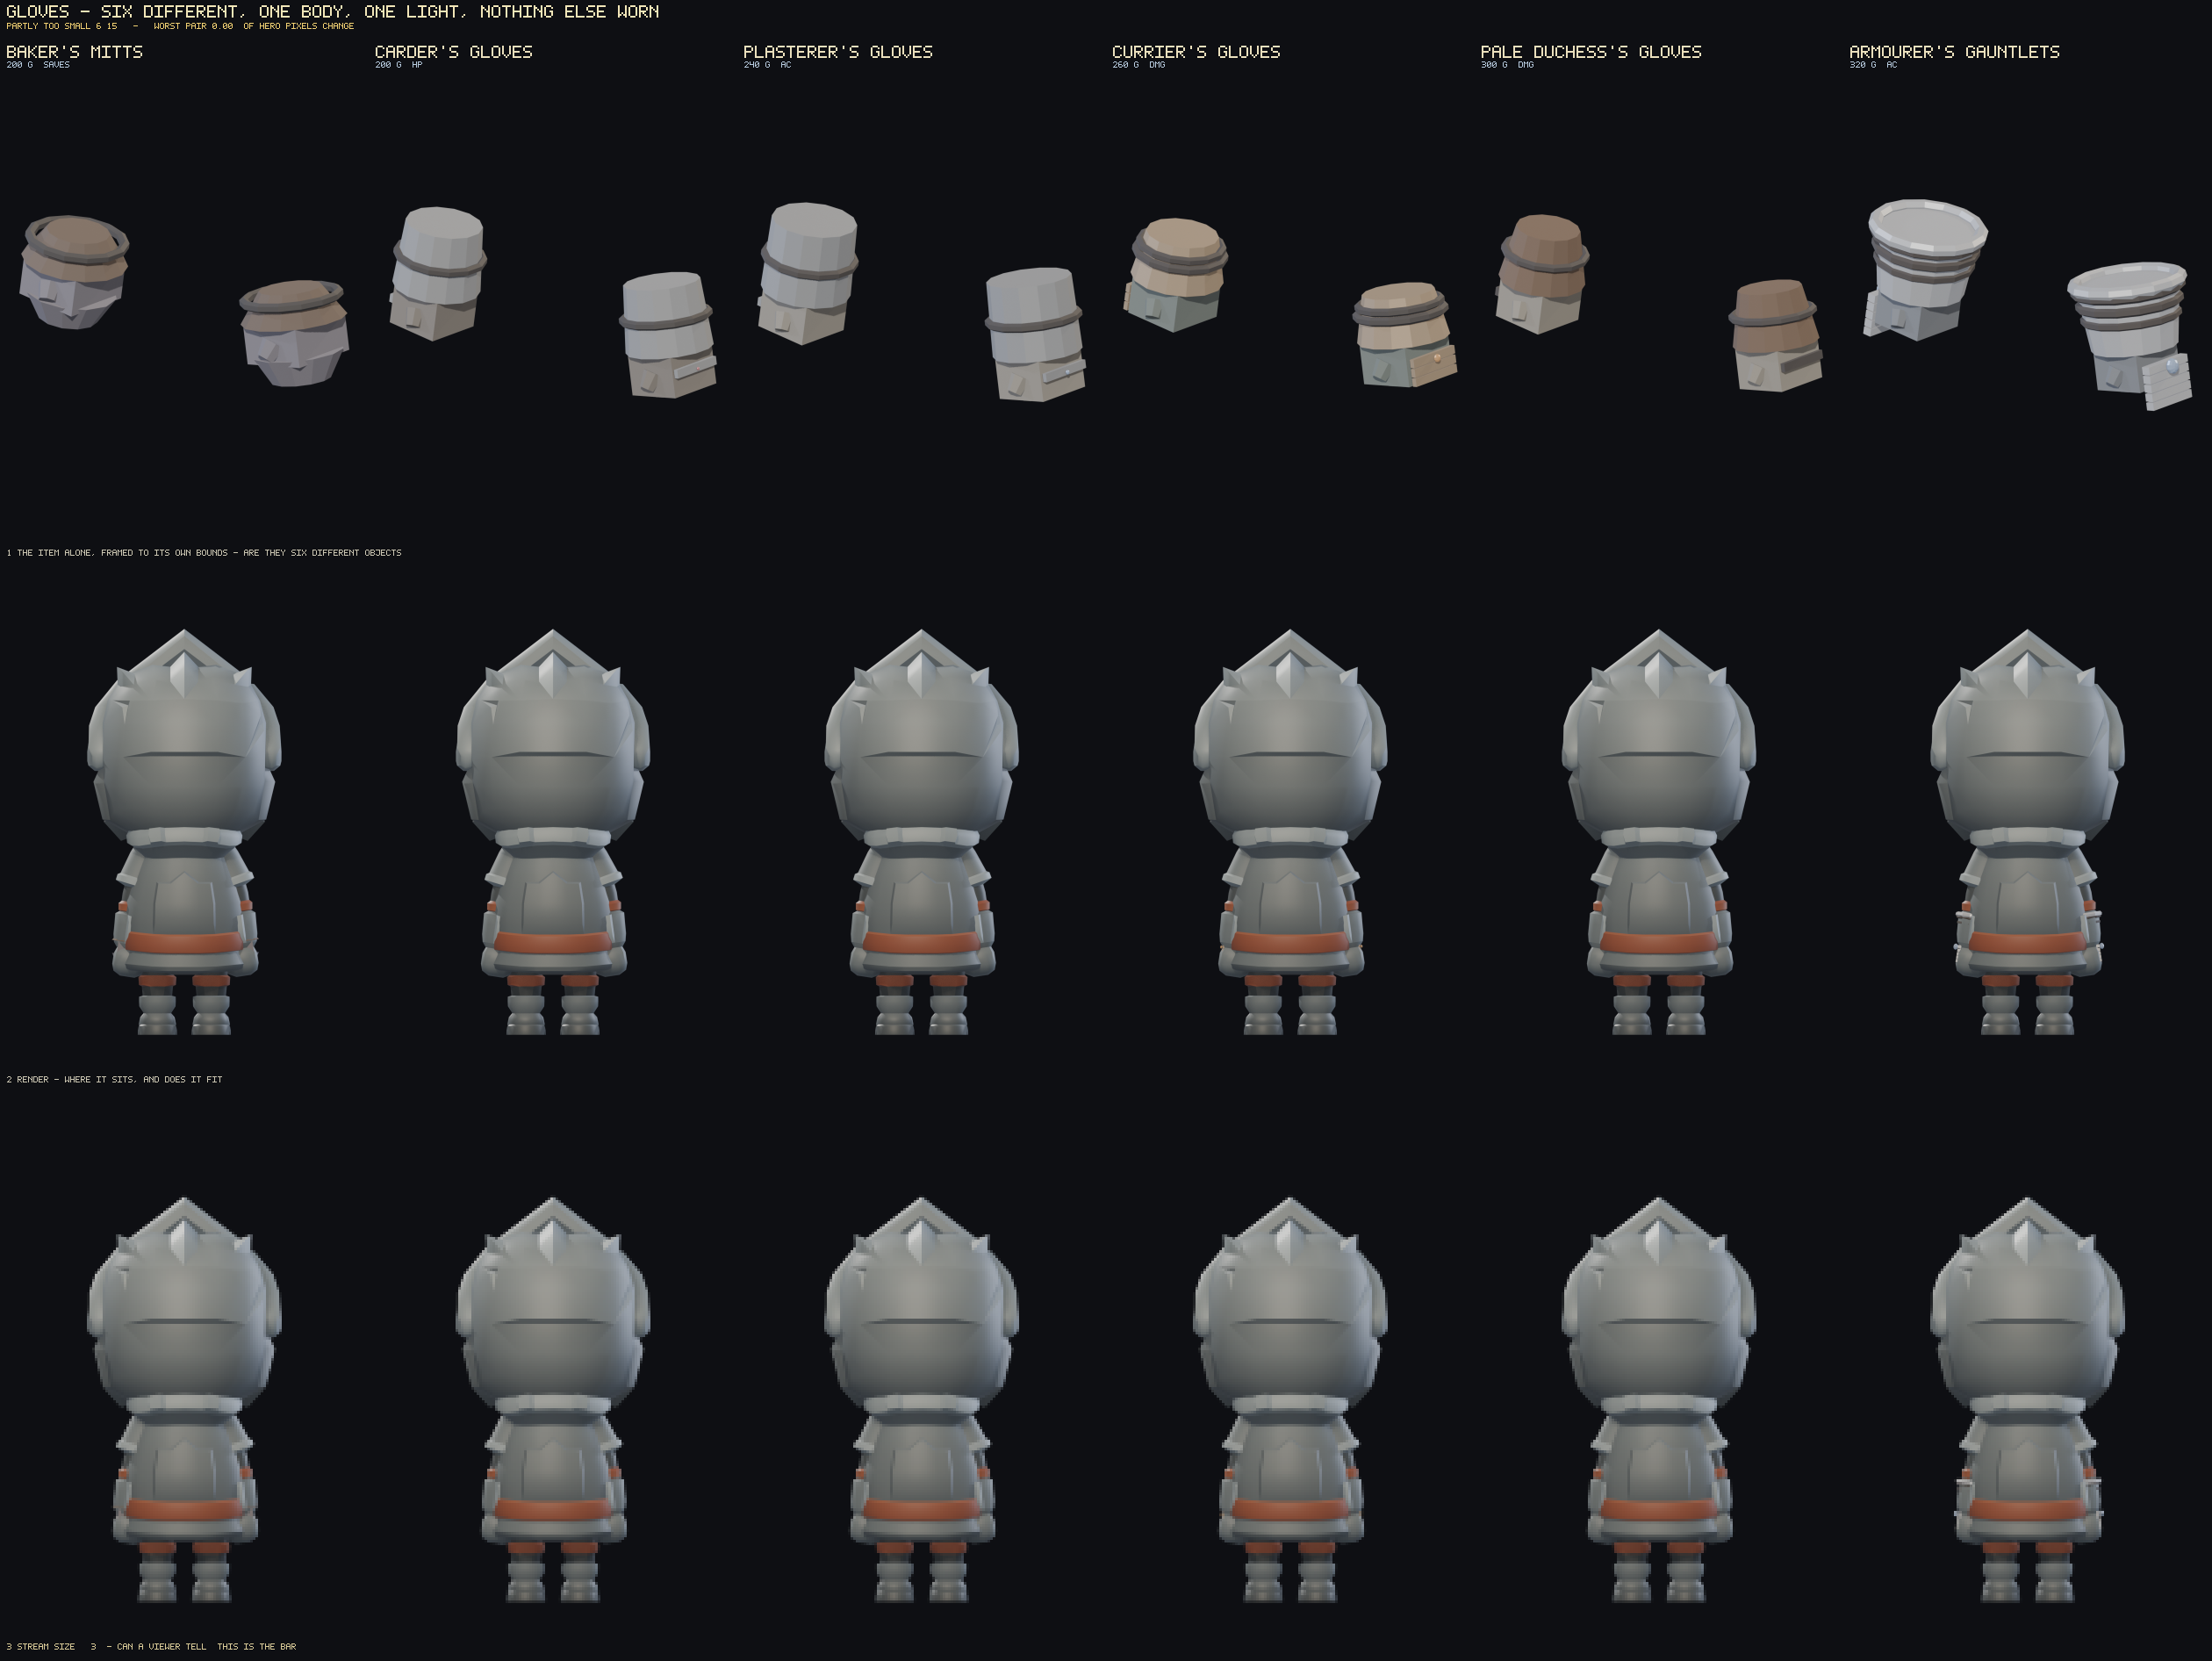 GLOVES - SIX DIFFERENT, ONE BODY, ONE LIGHT, NOTHING ELSE WORN
PARTLY TOO SMALL 6 15 - WORST PAIR 0.00 OF HERO PIXELS CHANGE
BAKER'S MITTS
200 G SAVES
CARDER'S GLOVES
200 G HP
PLASTERER'S GLOVES
240 G AC
CURRIER'S GLOVES
260 G DMG
PALE DUCHESS'S GLOVES
300 G DMG
ARMOURER'S GAUNTLETS
320 G AC
1 THE ITEM ALONE, FRAMED TO ITS OWN BOUNDS - ARE THEY SIX DIFFERENT OBJECTS
2 RENDER - WHERE IT SITS, AND DOES IT FIT
3 STREAM SIZE 3 - CAN A VIEWER TELL THIS IS THE BAR